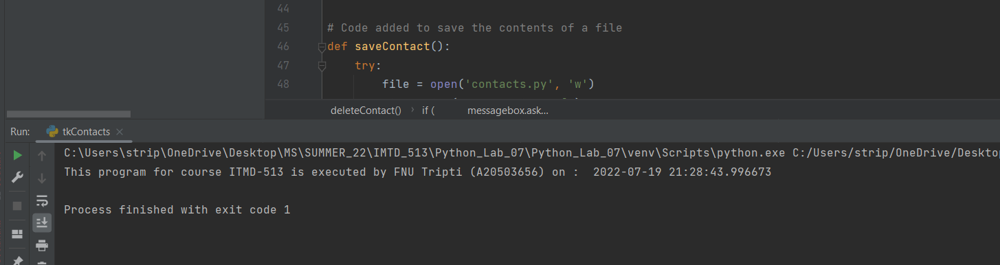 44
45 # Code added to save the contents of a file
46 def saveContact():
47 try:
48 file = open('contacts.py', 'w')
deleteContact() › if ( messagebox.ask...
Run: tkContacts ×
C:\Users\strip\OneDrive\Desktop\MS\SUMMER_22\IMTD_513\Python_Lab_07\Python_Lab_07\venv\Scripts\python.exe C:/Users/strip/OneDrive/Desktop
This program for course ITMD-513 is executed by FNU Tripti (A20503656) on :  2022-07-19 21:28:43.996673
Process finished with exit code 1